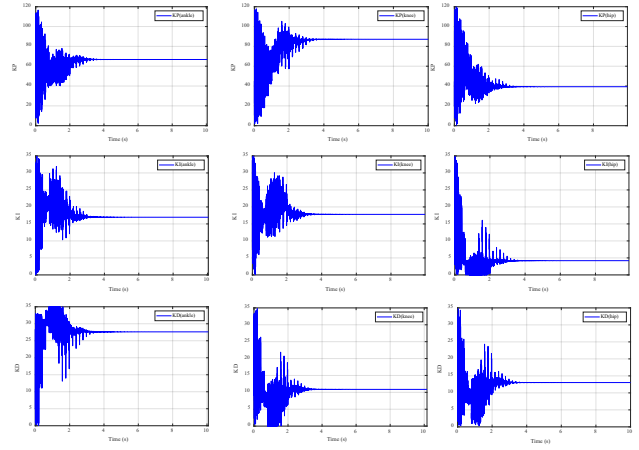 120
100
80
60
40
20
0
KP
KP(ankle)
0 2 4 6 8 10
Time (s)
120
100
80
60
40
20
0
KP
KP(knee)
0 2 4 6 8 10
Time (s)
120
100
80
60
40
20
0
KP
KP(hip)
0 2 4 6 8
Time (s)
35
30
25
20
15
10
5
0
KI
KI(ankle)
0 2 4 6 8 10
Time (s)
35
30
25
20
15
10
5
0
KI
KI(knee)
0 2 4 6 8 10
Time (s)
35
30
25
20
15
10
5
0
KI
KI(hip)
0 2 4 6 8 10
Time (s)
35
30
25
20
15
10
5
0
KD
KD(ankle)
0 2 4 6 8 10
Time (s)
35
30
25
20
15
10
5
0
KD
KD(knee)
0 2 4 6 8 10
Time (s)
35
30
25
20
15
10
5
0
KD
KD(hip)
0 2 4 6 8 10
Time (s)